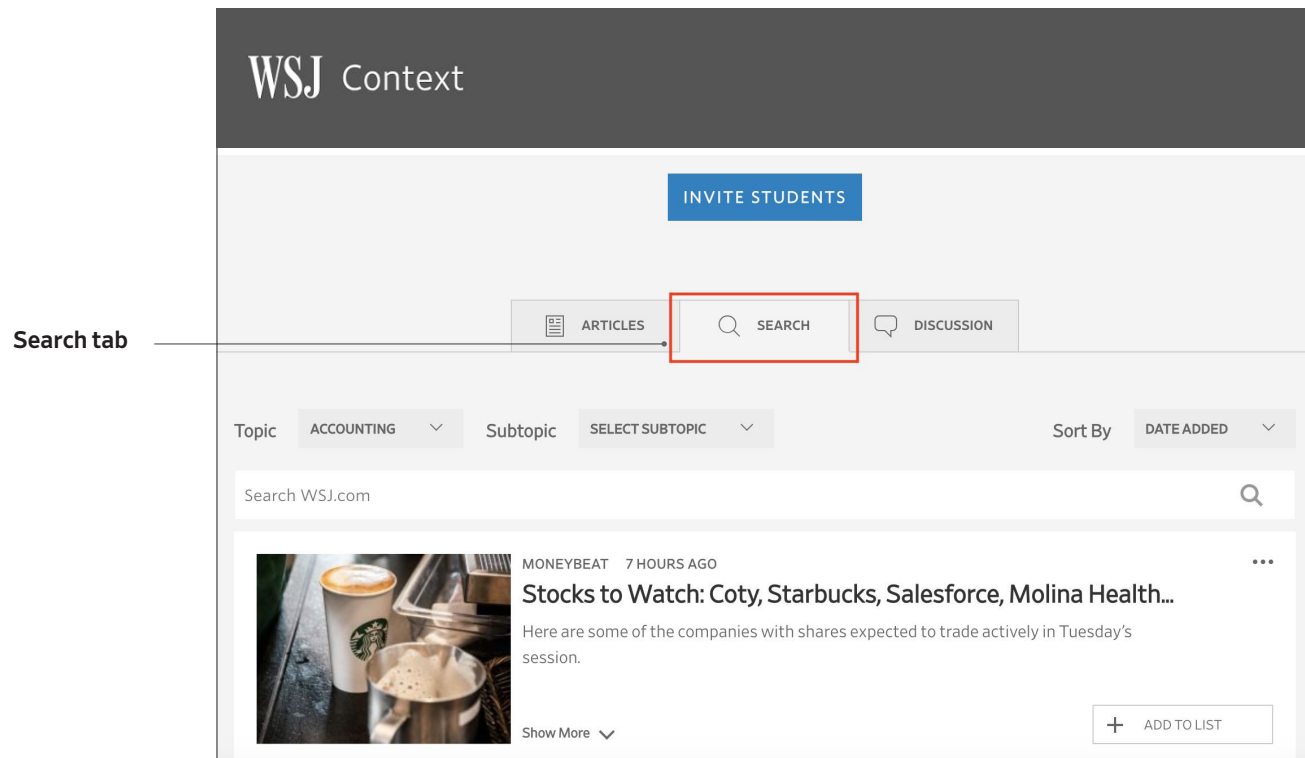 WSJ Context
INVITE STUDENTS
ARTICLES
SEARCH
DISCUSSION
Search tab
Topic
ACCOUNTING
Subtopic
SELECT SUBTOPIC
Sort By
DATE ADDED
Search WSJ.com
MONEYBEAT 7 HOURS AGO
Stocks to Watch: Coty, Starbucks, Salesforce, Molina Health...
Here are some of the companies with shares expected to trade actively in Tuesday’s
session.
Show More
ADD TO LIST